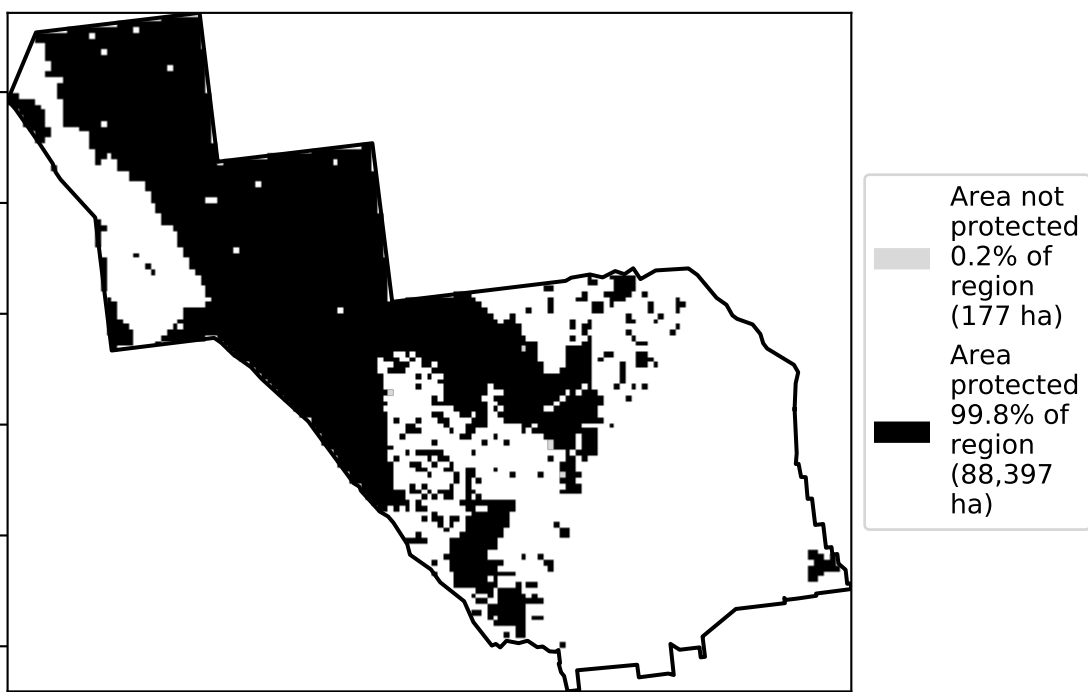 Area not
protected
0.2% of
region
(177 ha)
Area
protected
99.8% of
region
(88,397
ha)